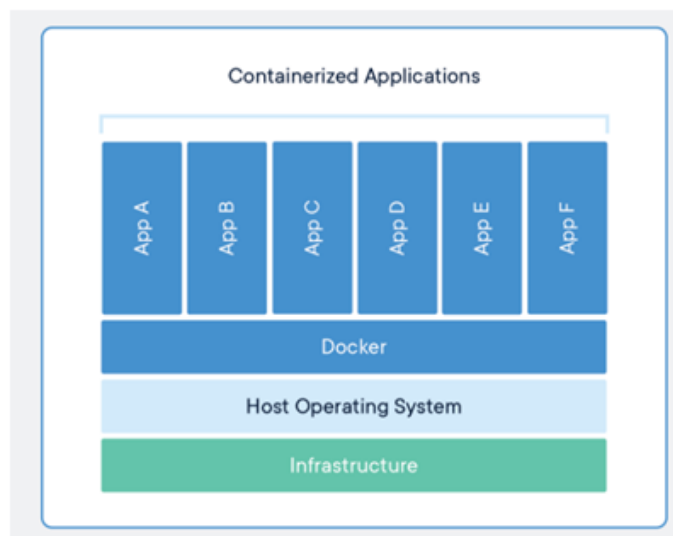 Containerized Applications
App A
App B
App C
App D
App E
App F
Docker
Host Operating System
Infrastructure